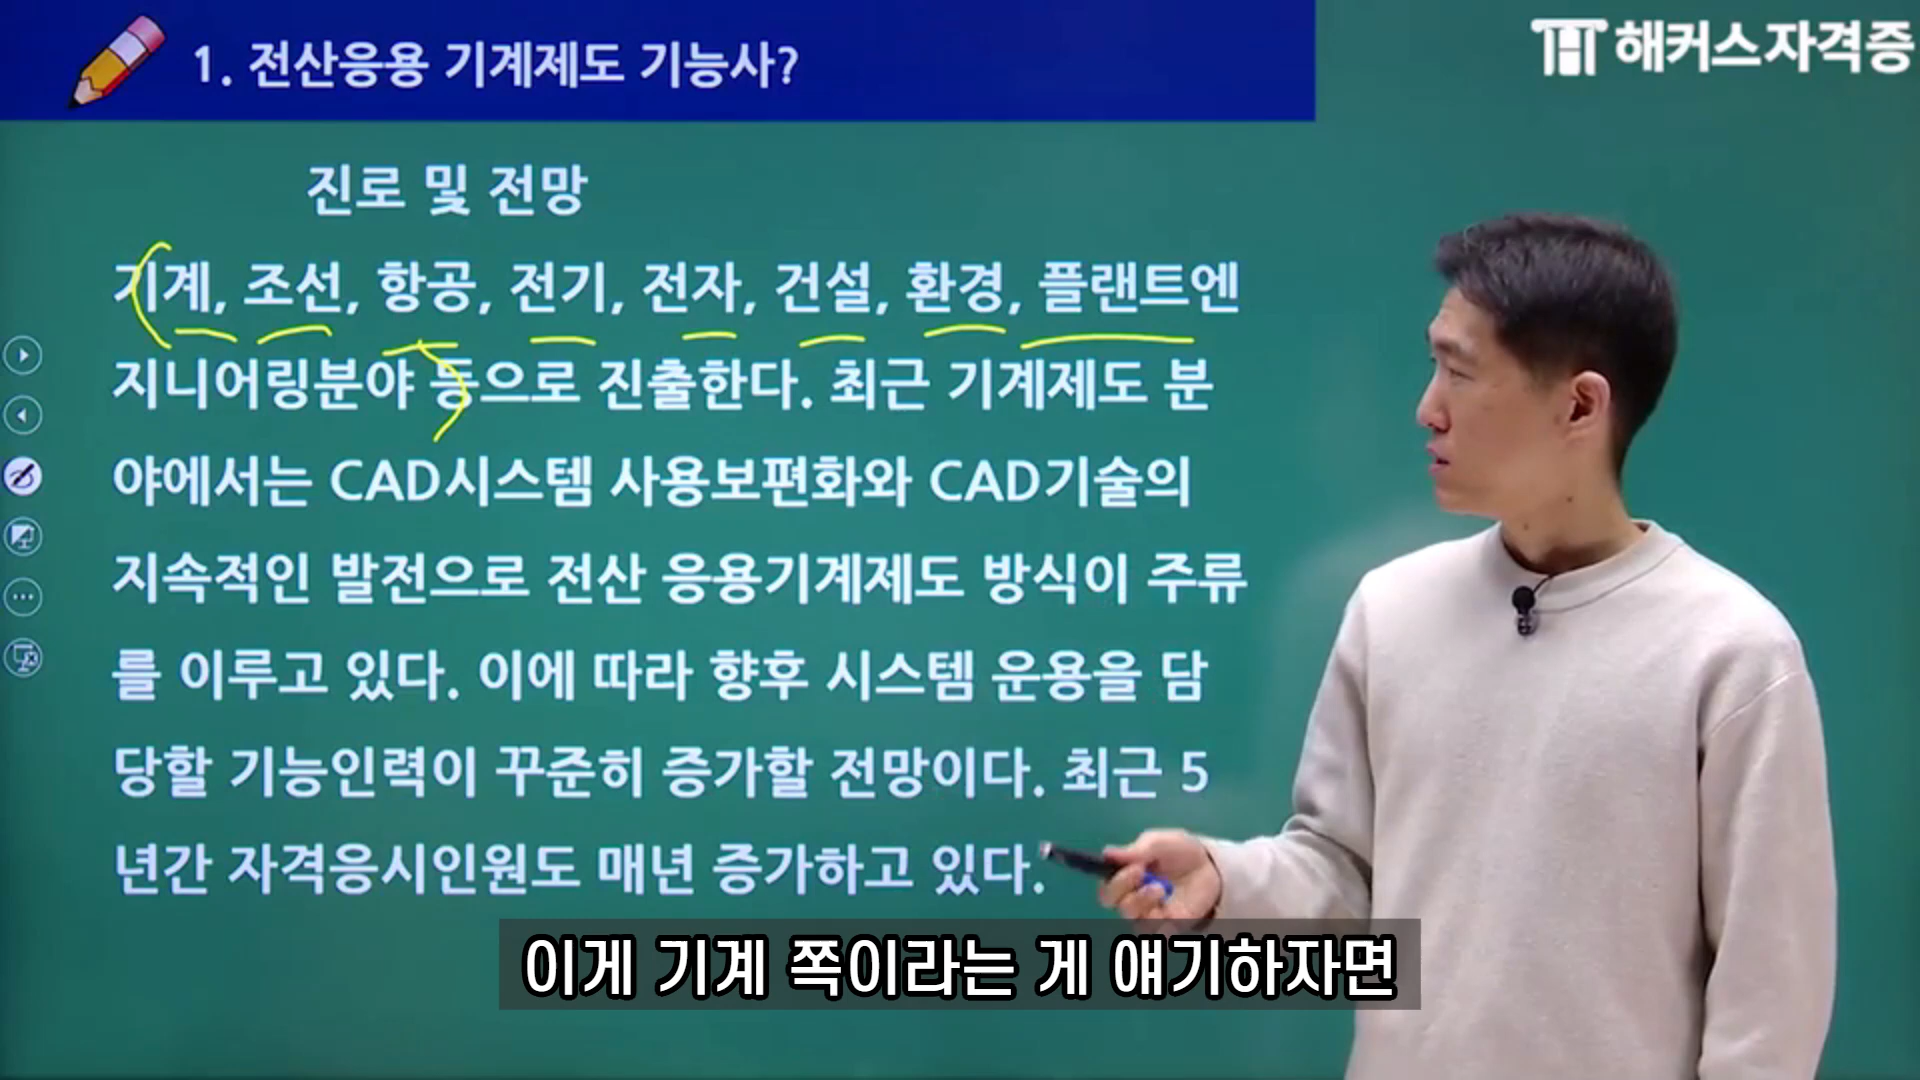 1. 전산응용 기계제도 기능사?
해커스자격증
진로 및 전망
기계, 조선, 항공, 전기, 전자, 건설, 환경, 플랜트엔
지니어링분야 등으로 진출한다. 최근 기계제도 분
야에서는 CAD시스템 사용보편화와 CAD기술의
지속적인 발전으로 전산 응용기계제도 방식이 주류
를 이루고 있다. 이에 따라 향후 시스템 운용을 담
당할 기능인력이 꾸준히 증가할 전망이다. 최근 5
년간 자격응시인원도 매년 증가하고 있다.
이게 기계 쪽이라는 게 얘기하자면